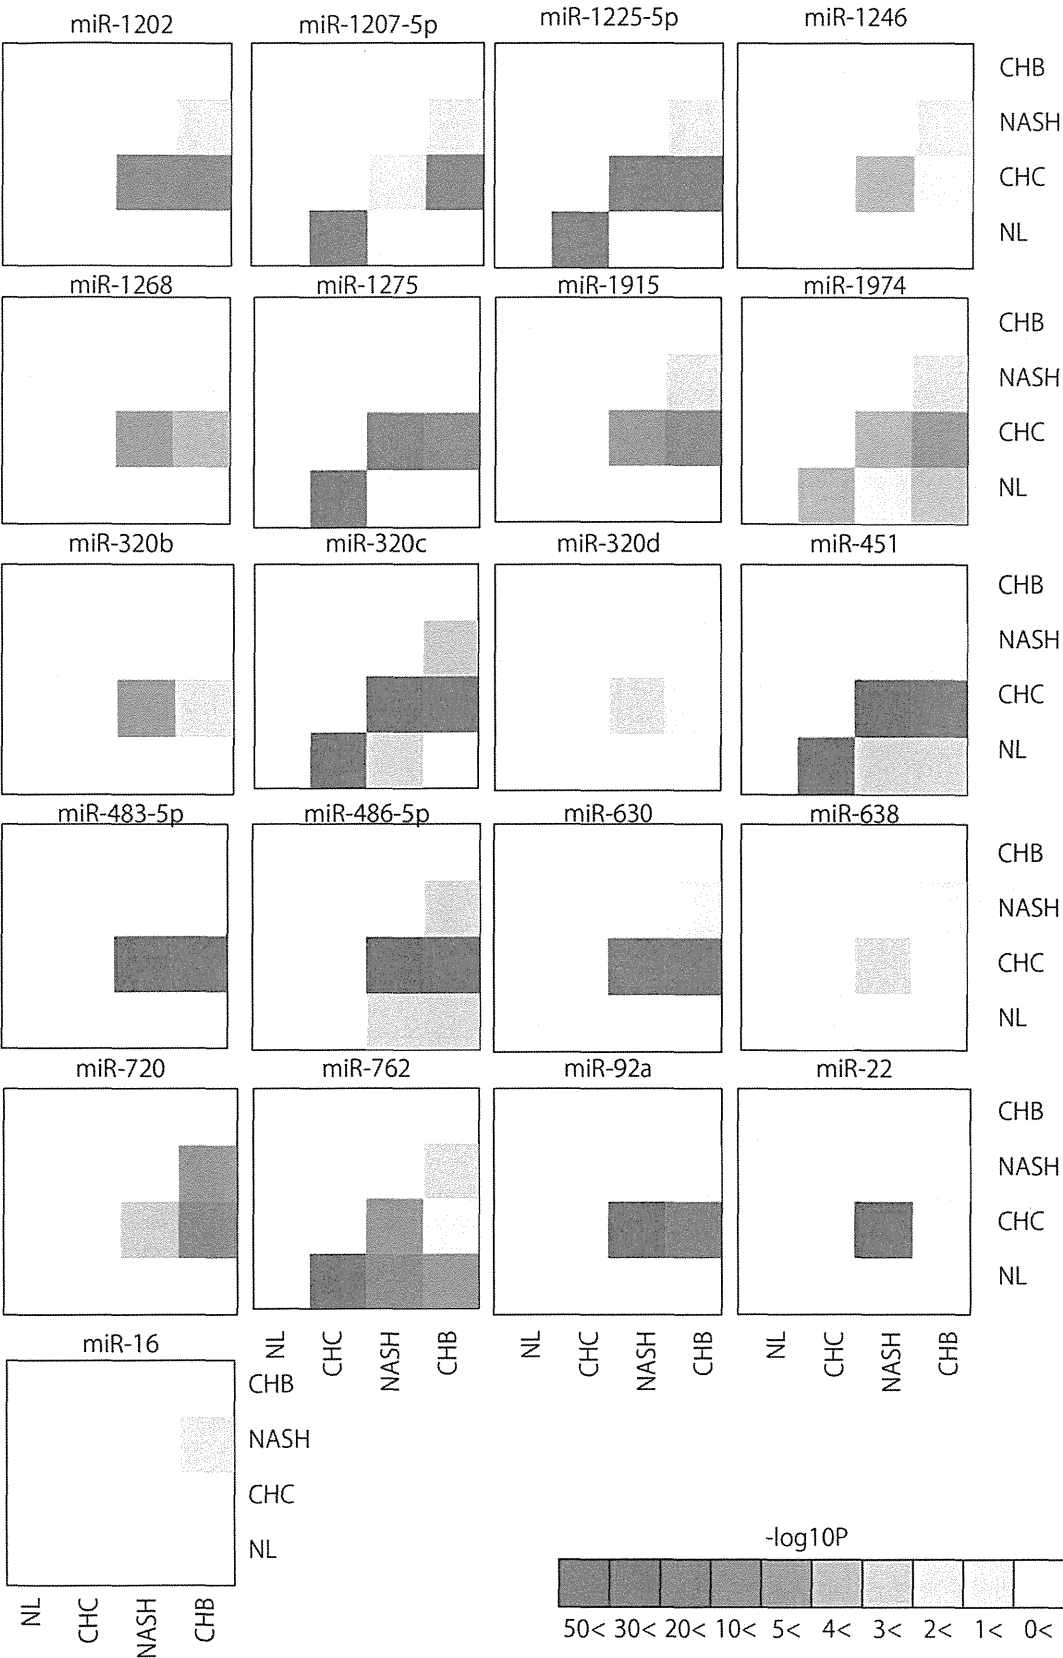 miR-1202 miR-1207-5p miR-1225-5p miR-1246
CHB
NASH
CHC
NL
miR-1268 miR-1275 miR-1915 miR-1974
CHB
NASH
CHC
NL
miR-320b miR-320c miR-320d miR-451
CHB
NASH
CHC
NL
miR-483-5p miR-486-5p miR-630 miR-638
CHB
NASH
CHC
NL
miR-720 miR-762 miR-92a miR-22
CHB
NASH
CHC
NL
NL CHC NASH CHB NL CHC NASH CHB NL CHC NASH CHB
miR-16
CHB
NASH
CHC
NL
NL CHC NASH CHB
-log10P
50< 30< 20< 10< 5< 4< 3< 2< 1< 0<